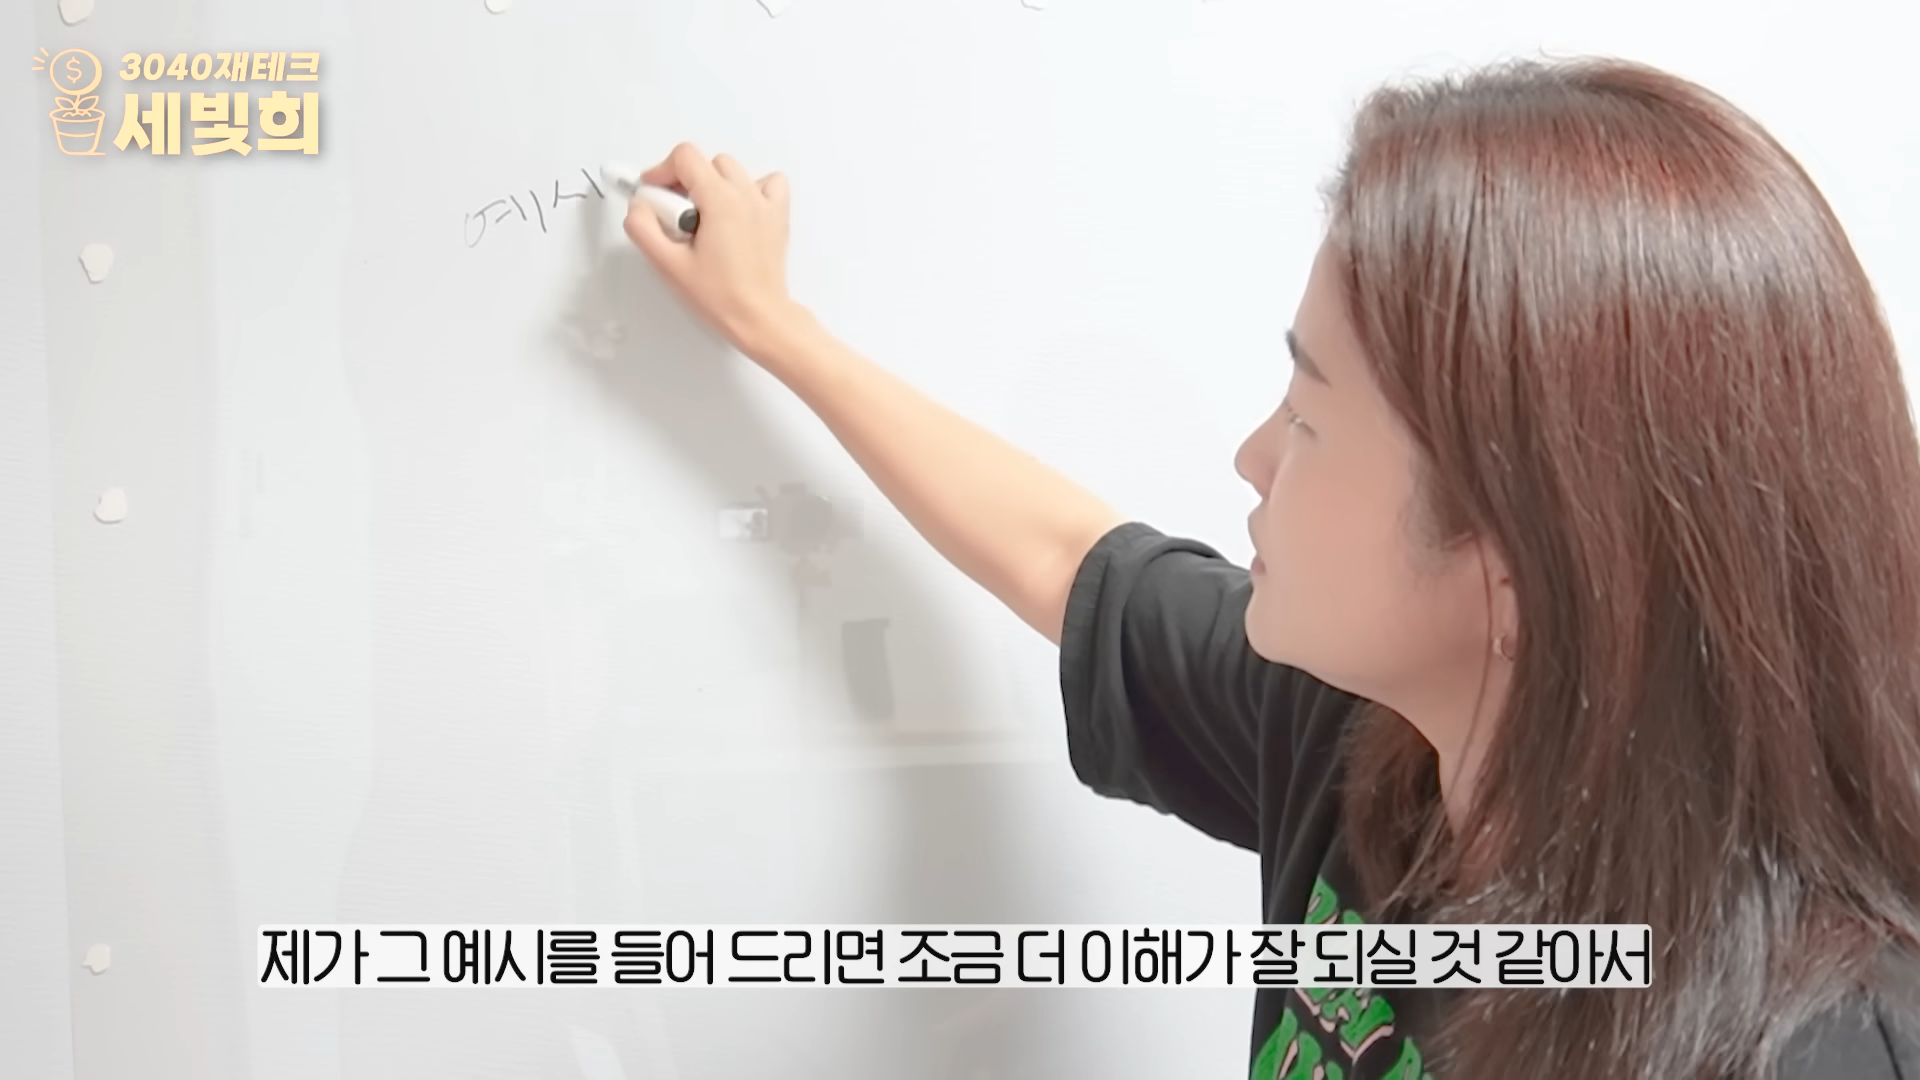 3040재테크
세빛희
예시
제가 그 예시를 들어 드리면 조금 더 이해가 잘 되실 것 같아서